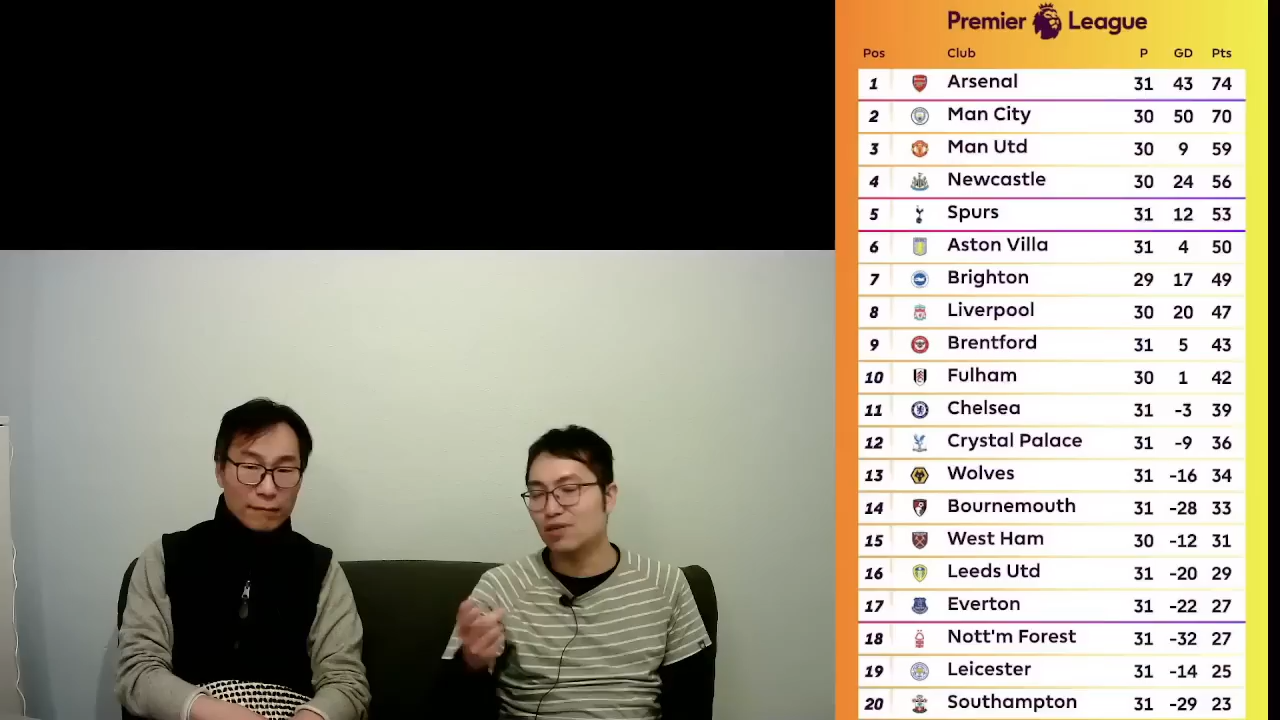 Premier League
Pos Club P GD Pts
1 Arsenal 31 43 74
2 Man City 30 50 70
3 Man Utd 30 9 59
4 Newcastle 30 24 56
5 Spurs 31 12 53
6 Aston Villa 31 4 50
7 Brighton 29 17 49
8 Liverpool 30 20 47
9 Brentford 31 5 43
10 Fulham 30 1 42
11 Chelsea 31 -3 39
12 Crystal Palace 31 -9 36
13 Wolves 31 -16 34
14 Bournemouth 31 -28 33
15 West Ham 30 -12 31
16 Leeds Utd 31 -20 29
17 Everton 31 -22 27
18 Nott'm Forest 31 -32 27
19 Leicester 31 -14 25
20 Southampton 31 -29 23